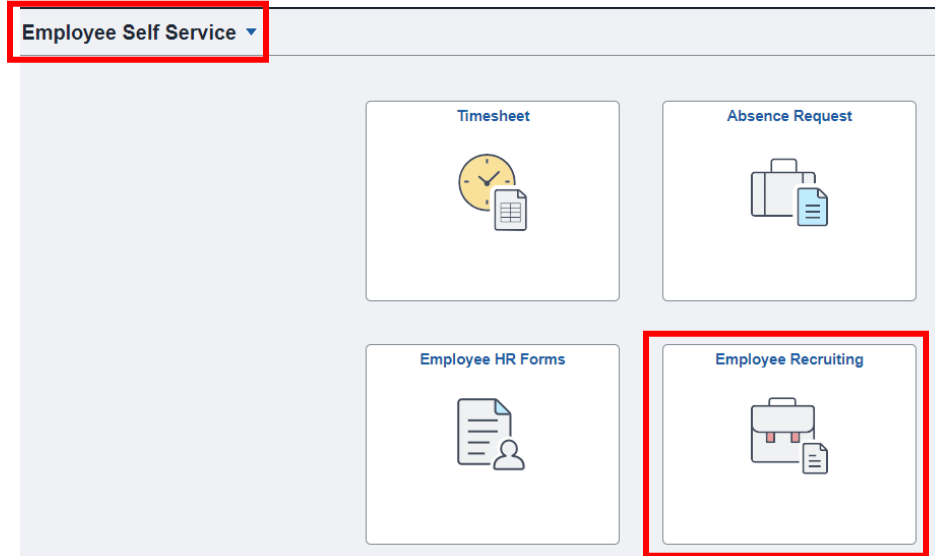 Employee Self Service
Timesheet
Absence Request
Employee HR Forms
Employee Recruiting